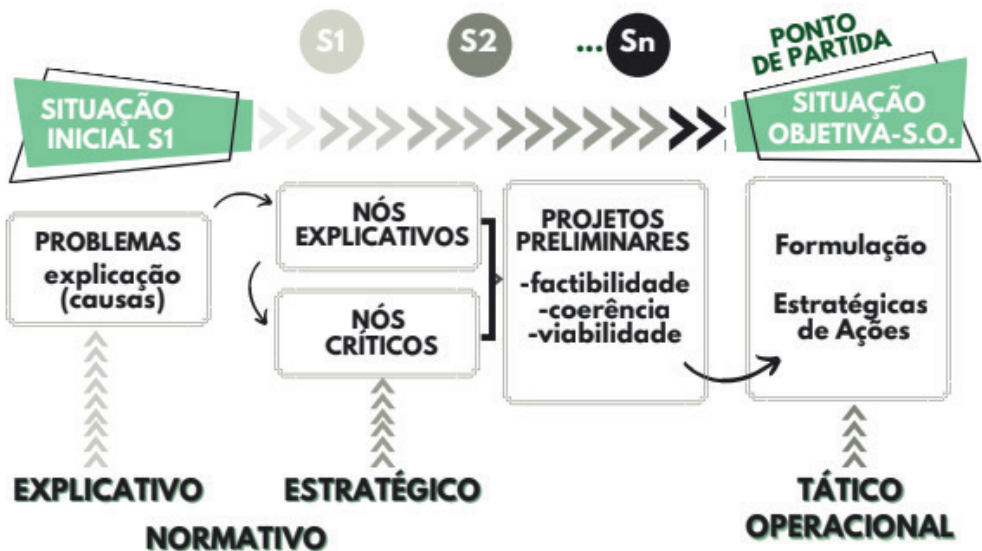 S1
S2
... Sn
PONTO
DE PARTIDA
SITUAÇÃO
INICIAL S1
SITUAÇÃO
OBJETIVA-S.O.
PROBLEMAS
explicação
(causas)
NÓS
EXPLICATIVOS
NÓS
CRÍTICOS
PROJETOS
PRELIMINARES
-factibilidade
-coerência
-viabilidade
Formulação
Estratégicas
de Ações
EXPLICATIVO
ESTRATÉGICO
NORMATIVO
TÁTICO
OPERACIONAL